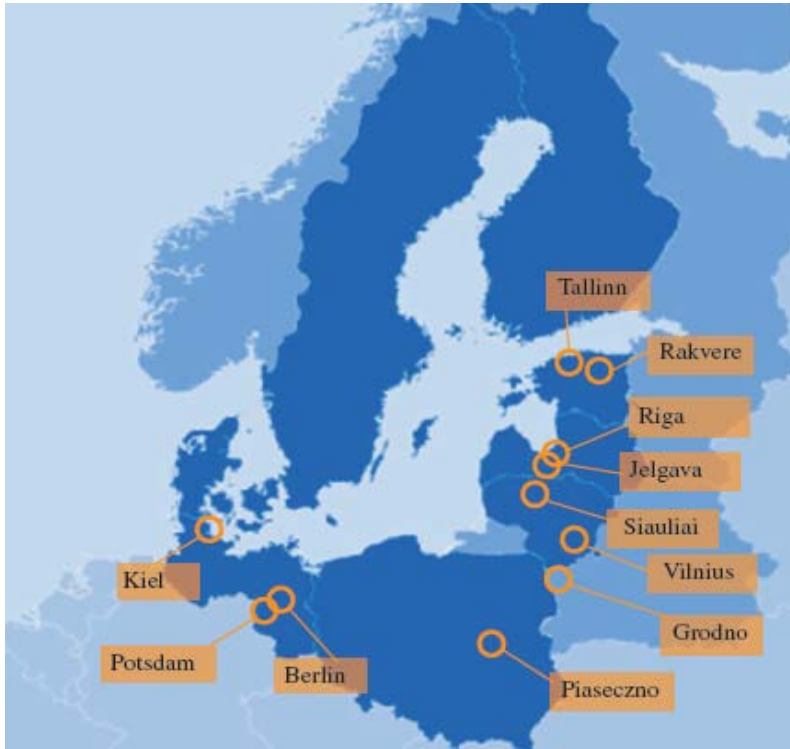 Tallinn
Rakvere
Riga
Jelgava
Siauliai
Vilnius
Kiel
Grodno
Potsdam
Berlin
Piaseczno